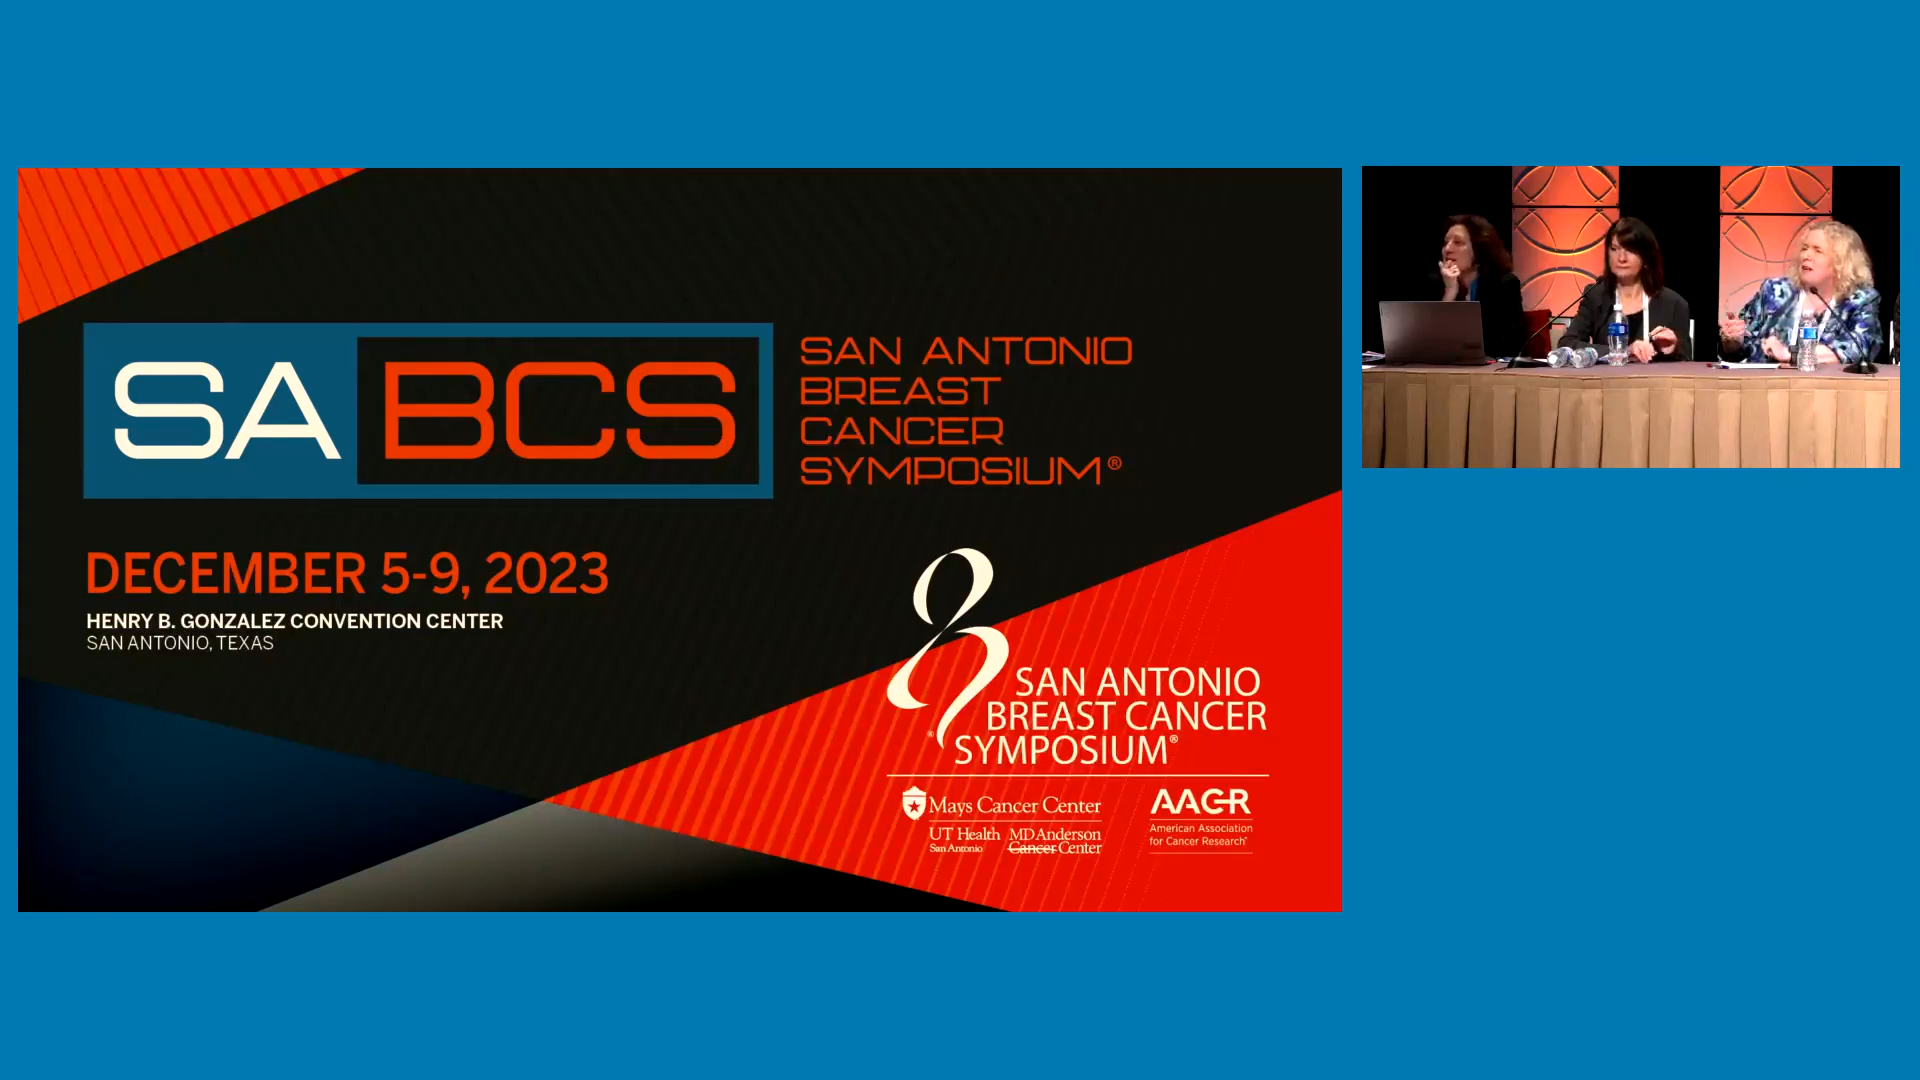 SA BCS
SAN ANTONIO
BREAST
CANCER
SYMPOSIUM®
DECEMBER 5-9, 2023
HENRY B. GONZALEZ CONVENTION CENTER
SAN ANTONIO, TEXAS
SAN ANTONIO
BREAST CANCER
® SYMPOSIUM®
Mays Cancer Center
UT Health
San Antonio
MD Anderson
Cancer Center
AACR
American Association
for Cancer Research®